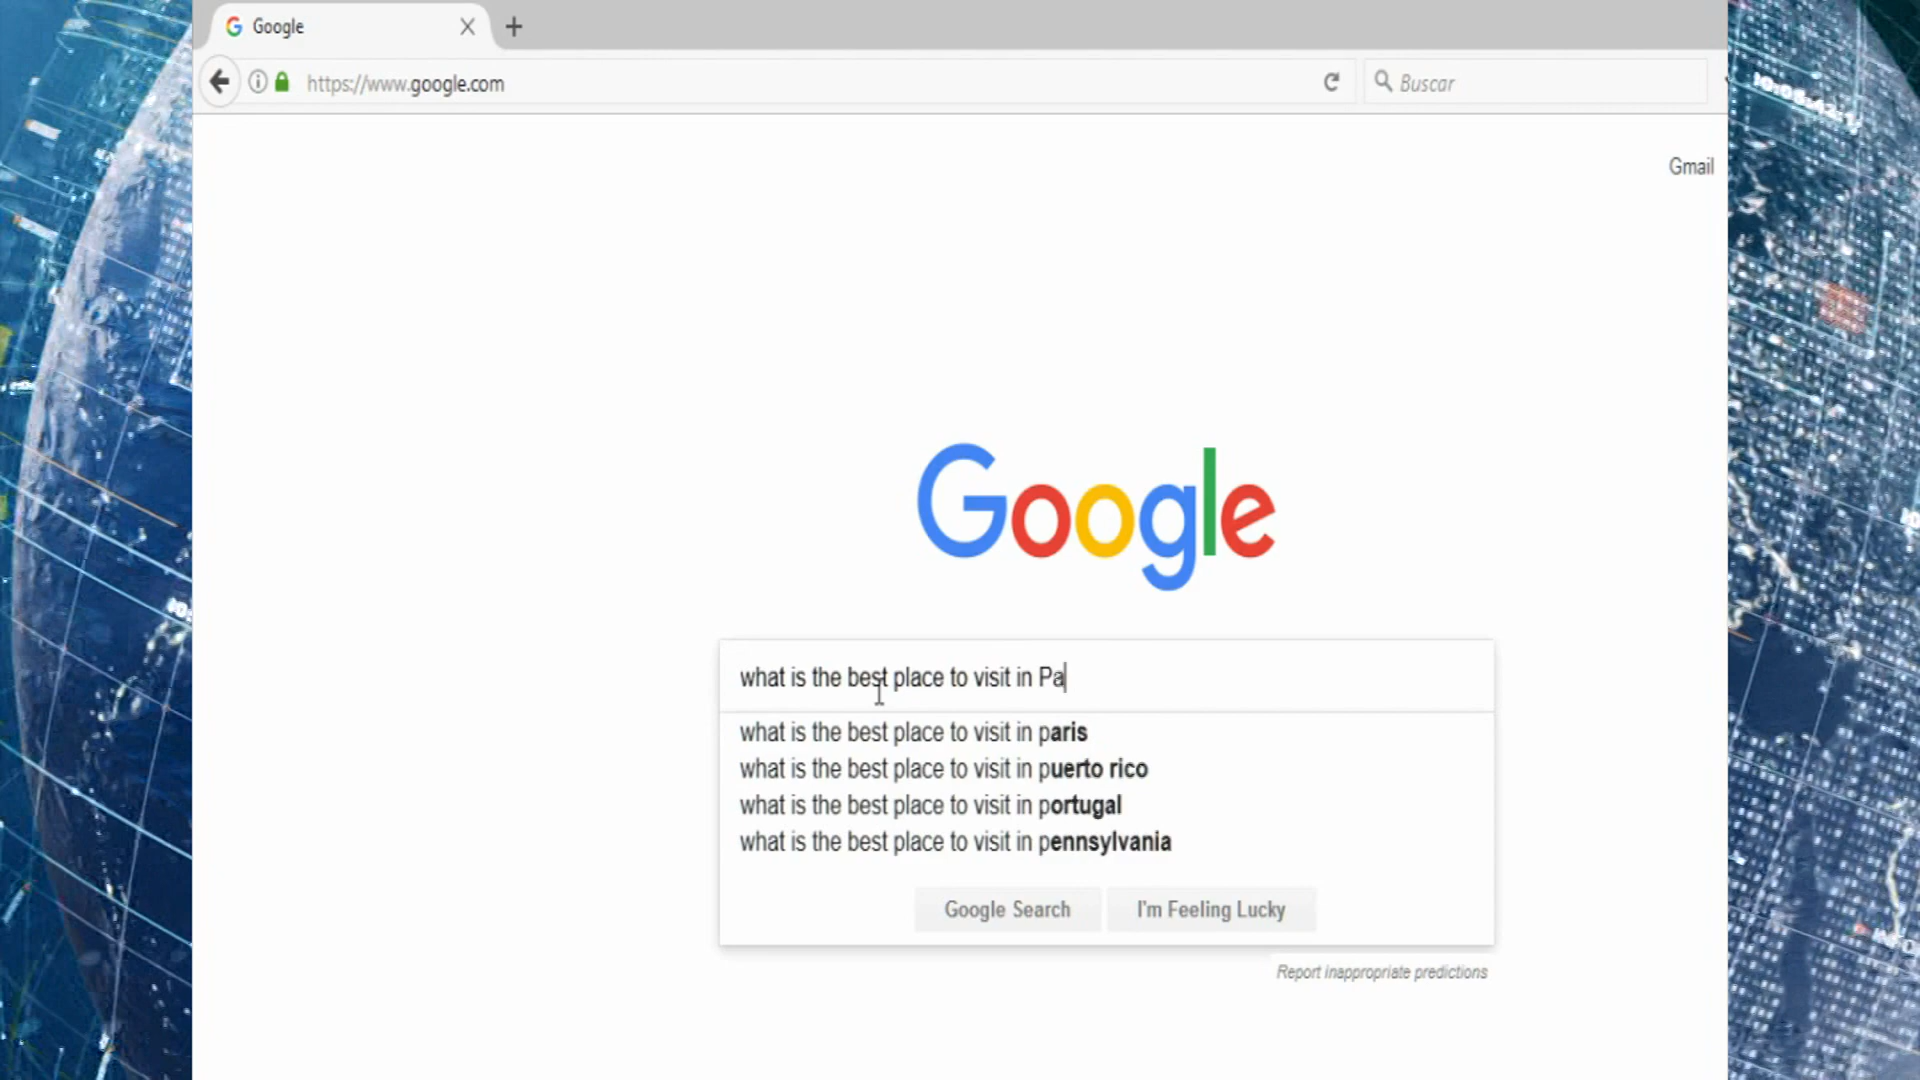 Google
https://www.google.com
Buscar
Gmail
Google
what is the best place to visit in Pa
what is the best place to visit in paris
what is the best place to visit in puerto rico
what is the best place to visit in portugal
what is the best place to visit in pennsylvania
Google Search
I'm Feeling Lucky
Report inappropriate predictions